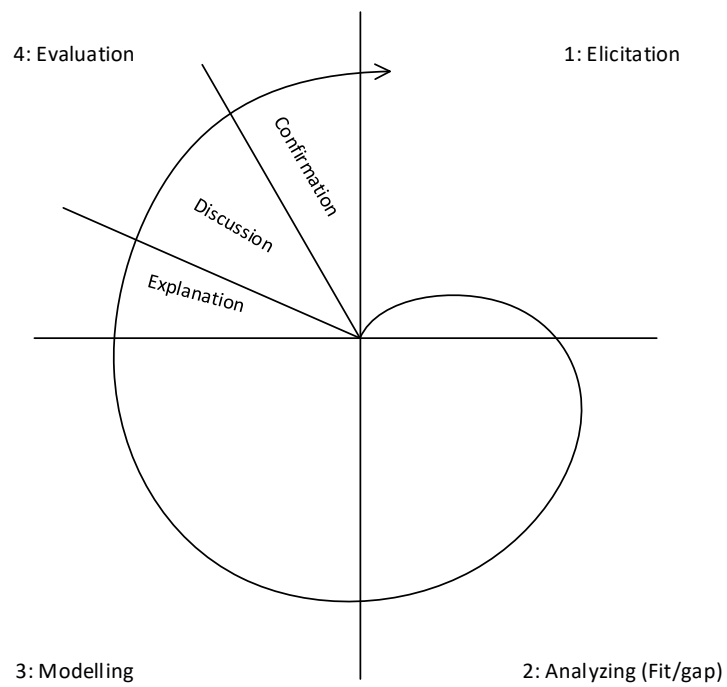 4: Evaluation
1: Elicitation
Confirmation
Discussion
Explanation
3: Modelling
2: Analyzing (Fit/gap)